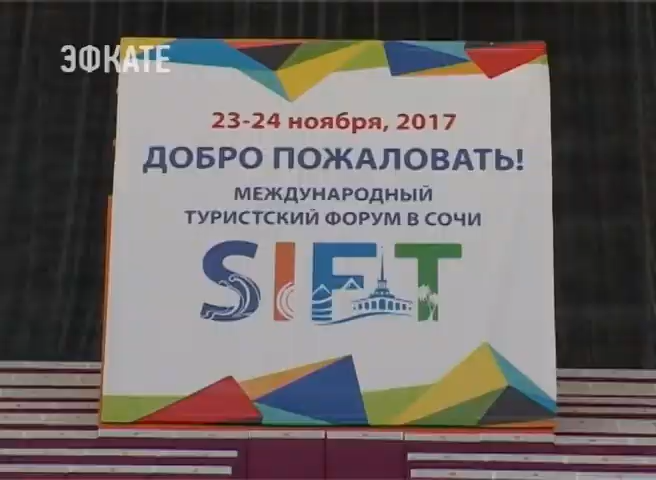 ЭФКАТЕ
23-24 ноября, 2017
ДОБРО ПОЖАЛОВАТЬ!
МЕЖДУНАРОДНЫЙ
ТУРИСТСКИЙ ФОРУМ В СОЧИ
SIFT